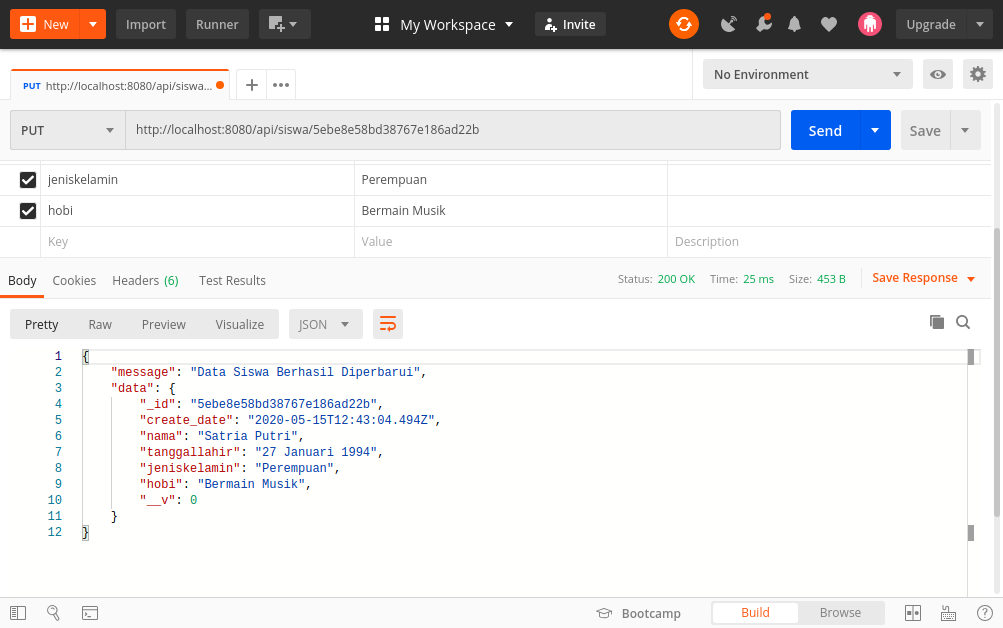 New Import Runner My Workspace Invite Upgrade
PUT http://localhost:8080/api/siswa... No Environment
PUT http://localhost:8080/api/siswa/5ebe8e58bd38767e186ad22b Send Save
jeniskelamin Perempuan
hobi Bermain Musik
Key Value Description
Body Cookies Headers (6) Test Results Status: 200 OK Time: 25 ms Size: 453 B Save Response
Pretty Raw Preview Visualize JSON
1 {
2 "message": "Data Siswa Berhasil Diperbarui",
3 "data": {
4 "_id": "5ebe8e58bd38767e186ad22b",
5 "create_date": "2020-05-15T12:43:04.494Z",
6 "nama": "Satria Putri",
7 "tanggallahir": "27 Januari 1994",
8 "jeniskelamin": "Perempuan",
9 "hobi": "Bermain Musik",
10 "__v": 0
11 }
12 }
Bootcamp Build Browse